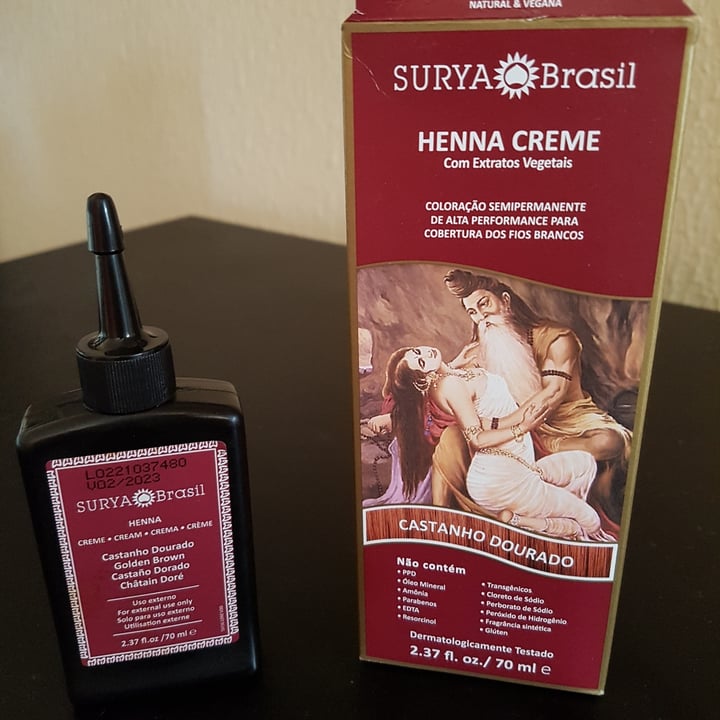 NATURAL & VEGANA
SURYA Brasil
HENNA CREME
Com Extratos Vegetais
COLORAÇÃO SEMIPERMANENTE
DE ALTA PERFORMANCE PARA
COBERTURA DOS FIOS BRANCOS
CASTANHO DOURADO
Não contém
• PPD
• Óleo Mineral
• Amônia
• Parabenos
• EDTA
• Resorcinol
• Transgênicos
• Cloreto de Sódio
• Perborato de Sódio
• Peróxido de Hidrogênio
• Fragrância sintética
• Glúten
Dermatologicamente Testado
2.37 fl. oz./ 70 ml ℮
L0221037480
V02/2023
SURYA Brasil
HENNA
CREME • CREAM • CREMA • CRÈME
Castanho Dourado
Golden Brown
Castaño Dorado
Châtain Doré
Uso externo
For external use only
Solo para uso externo
Utilisation externe
2.37 fl.oz /70 ml ℮